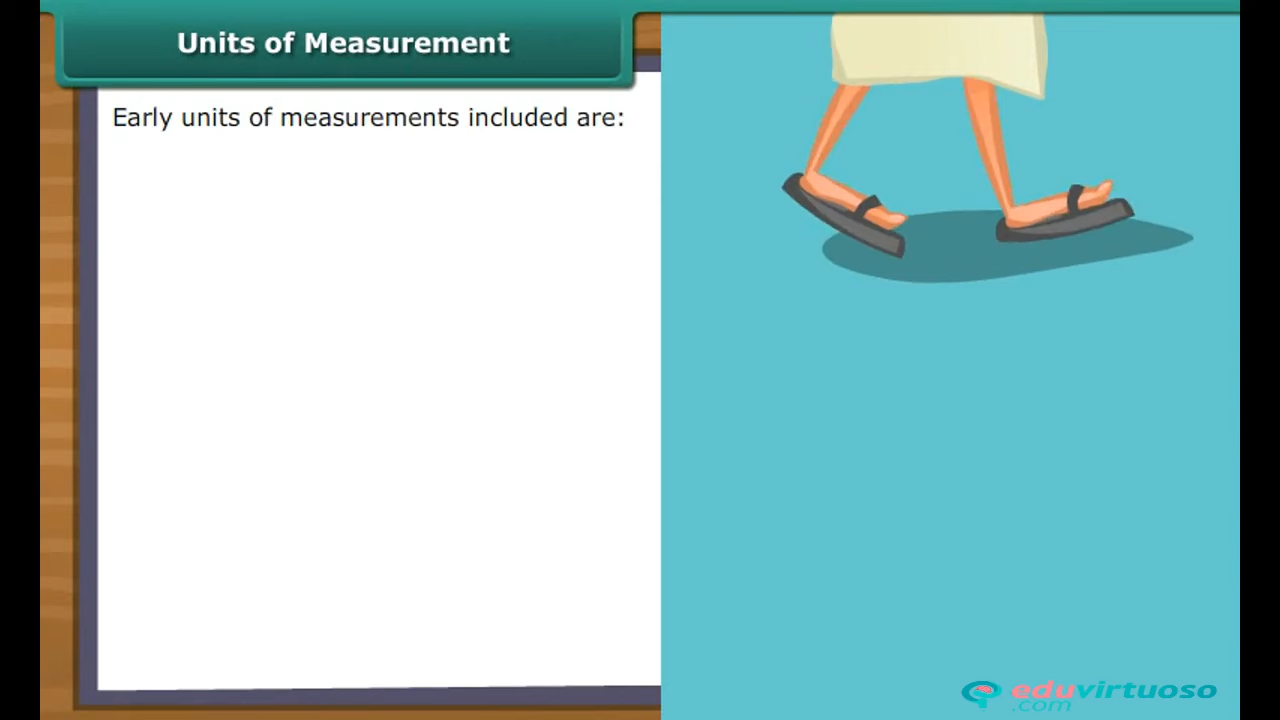 Units of Measurement
Early units of measurements included are:
eduvirtuoso
.com